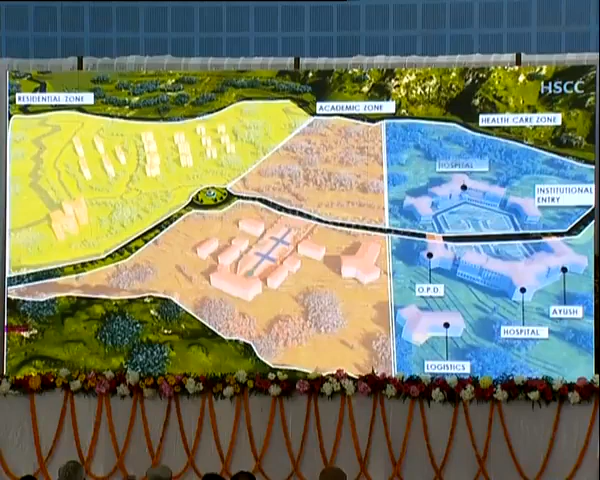 HSCC
RESIDENTIAL ZONE
ACADEMIC ZONE
HEALTH CARE ZONE
HOSPITAL
INSTITUTIONAL
ENTRY
O.P.D.
AYUSH
HOSPITAL
LOGISTICS